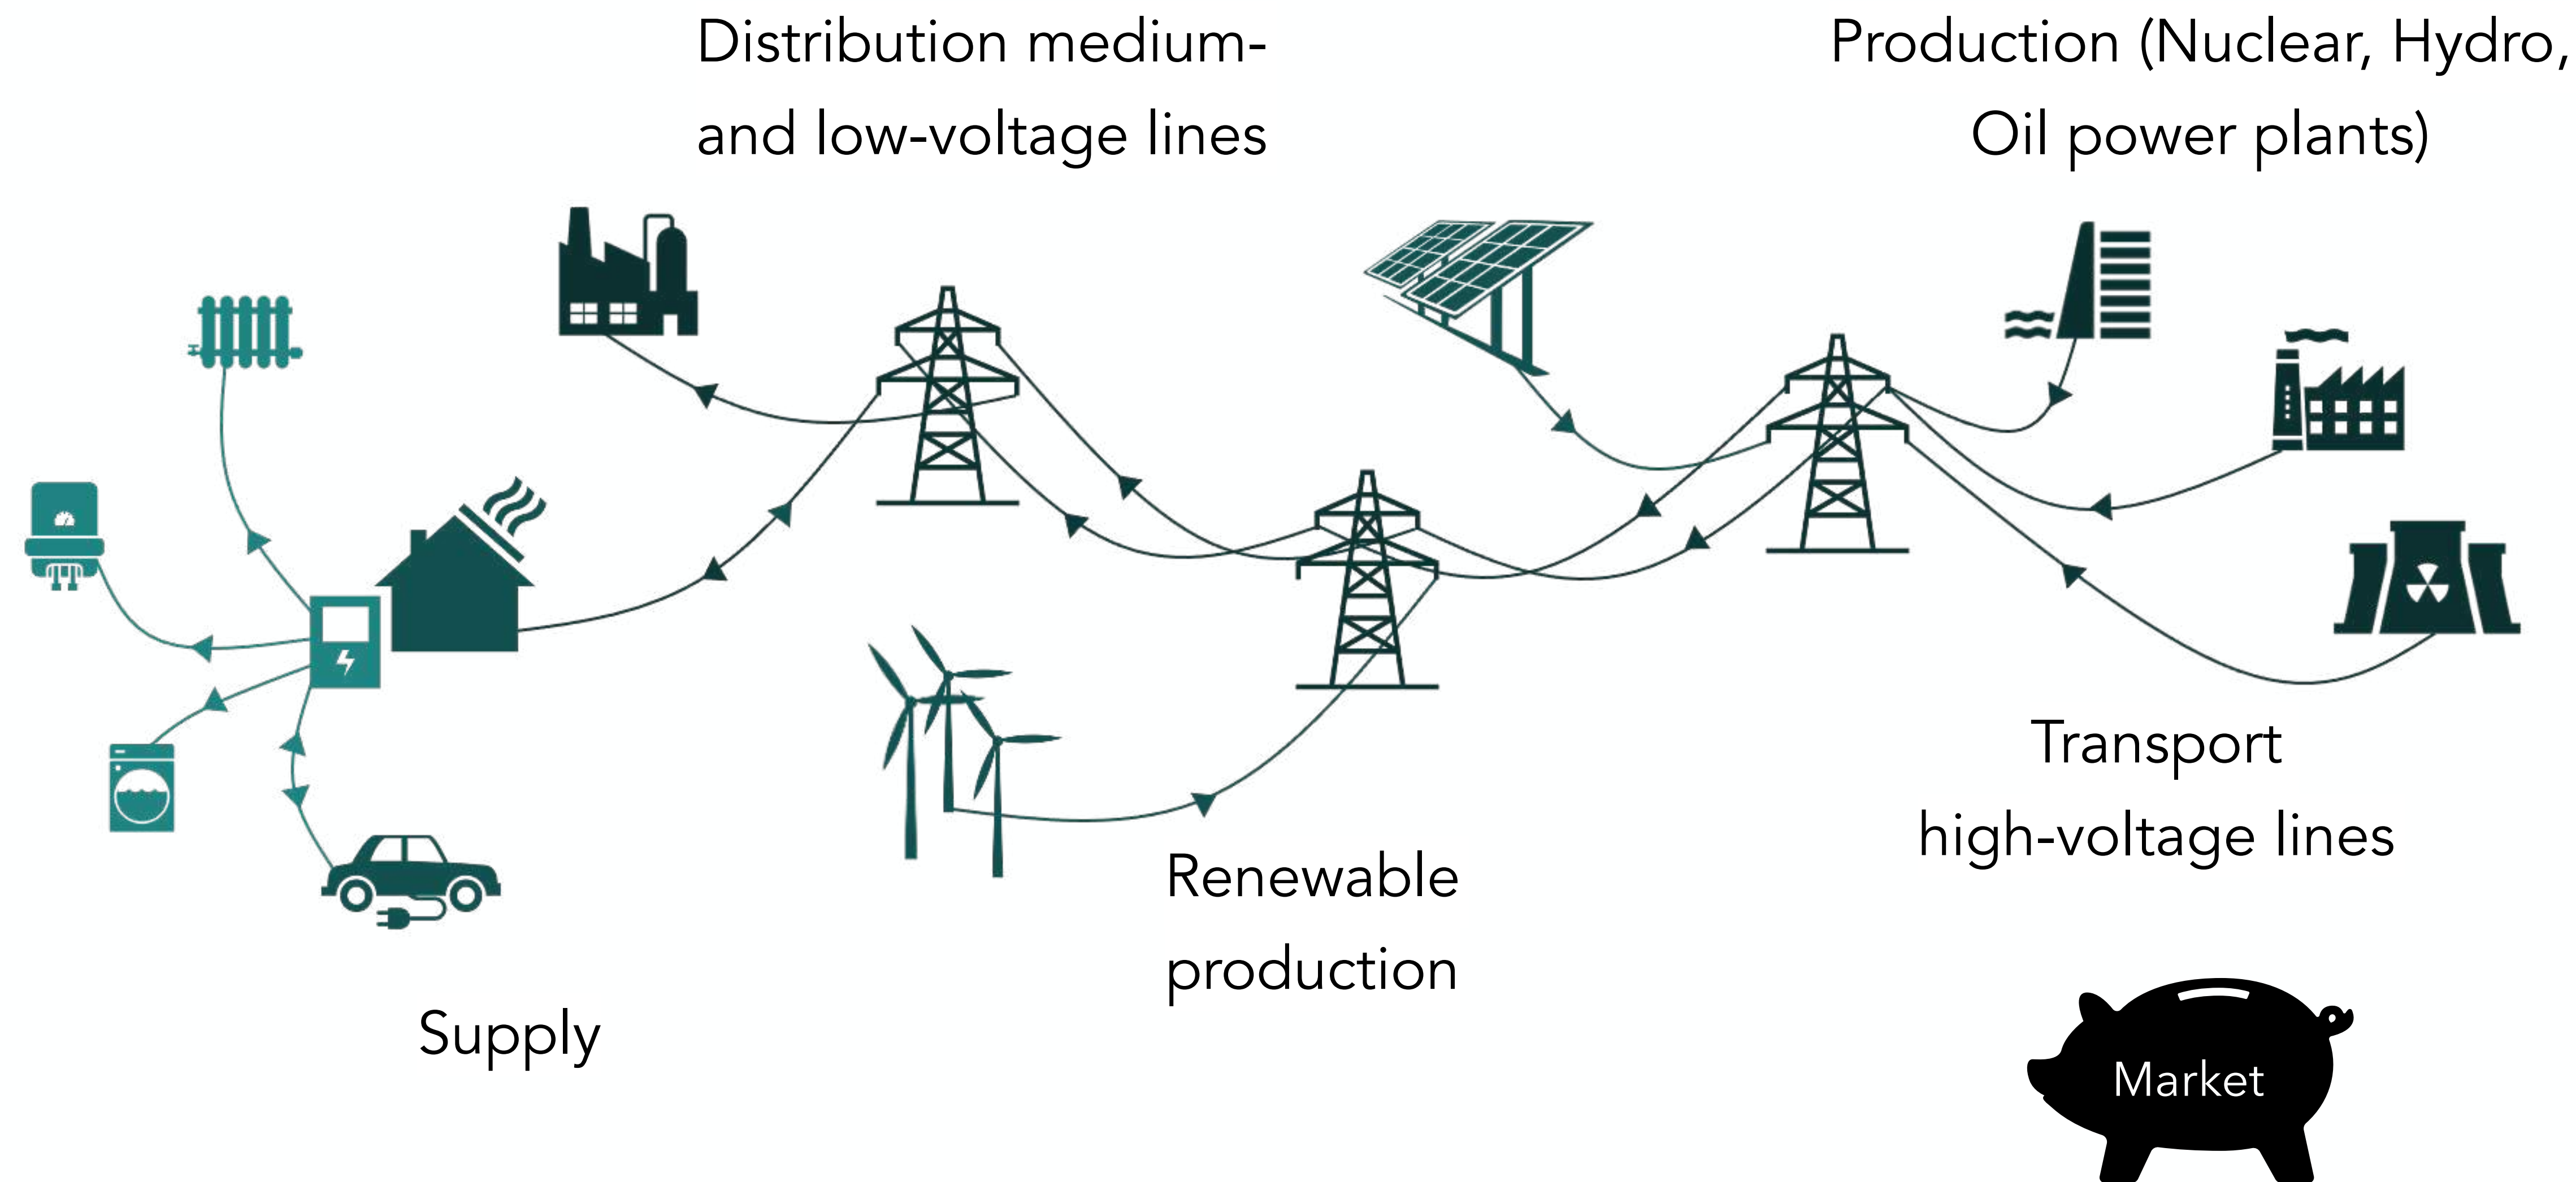 Distribution medium-
and low-voltage lines
Production (Nuclear, Hydro,
Oil power plants)
Transport
high-voltage lines
Renewable
production
Supply
Market